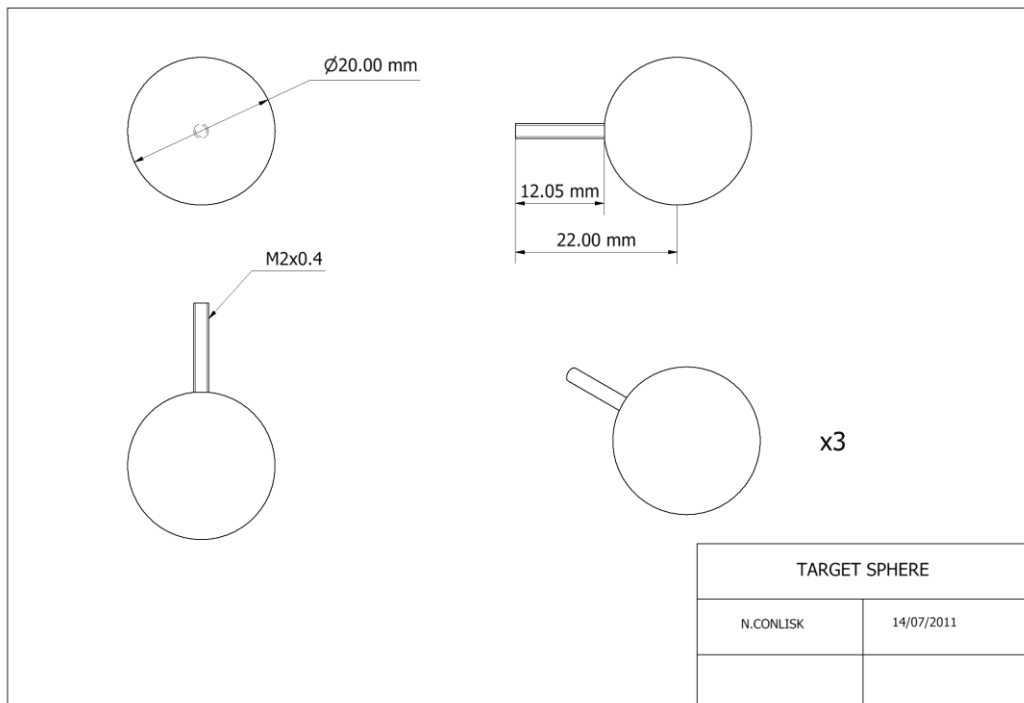 Ø20.00 mm
12.05 mm
22.00 mm
M2x0.4
x3
TARGET SPHERE
N.CONLISK
14/07/2011